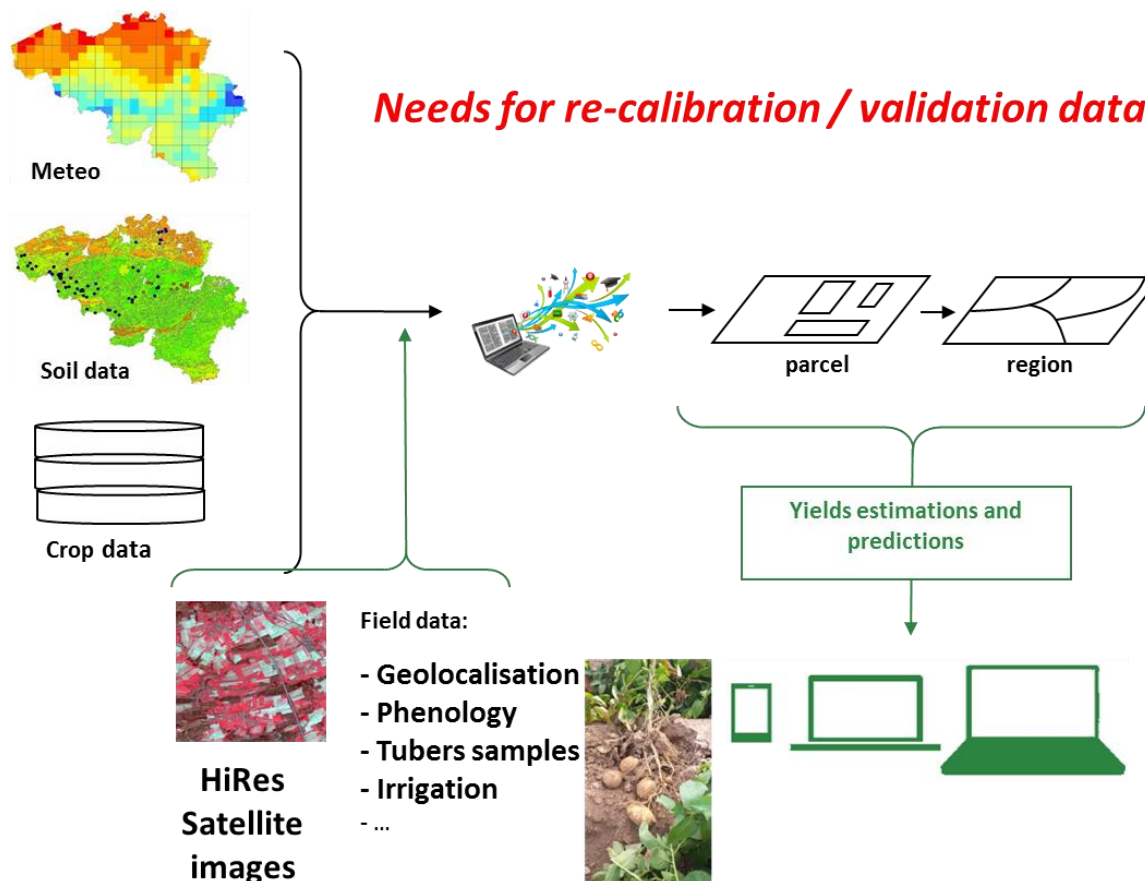 Needs for re-calibration / validation data
Meteo
Soil data
Crop data
parcel
region
Yields estimations and
predictions
HiRes
Satellite
images
Field data:
- Geolocalisation
- Phenology
- Tubers samples
- Irrigation
- ...